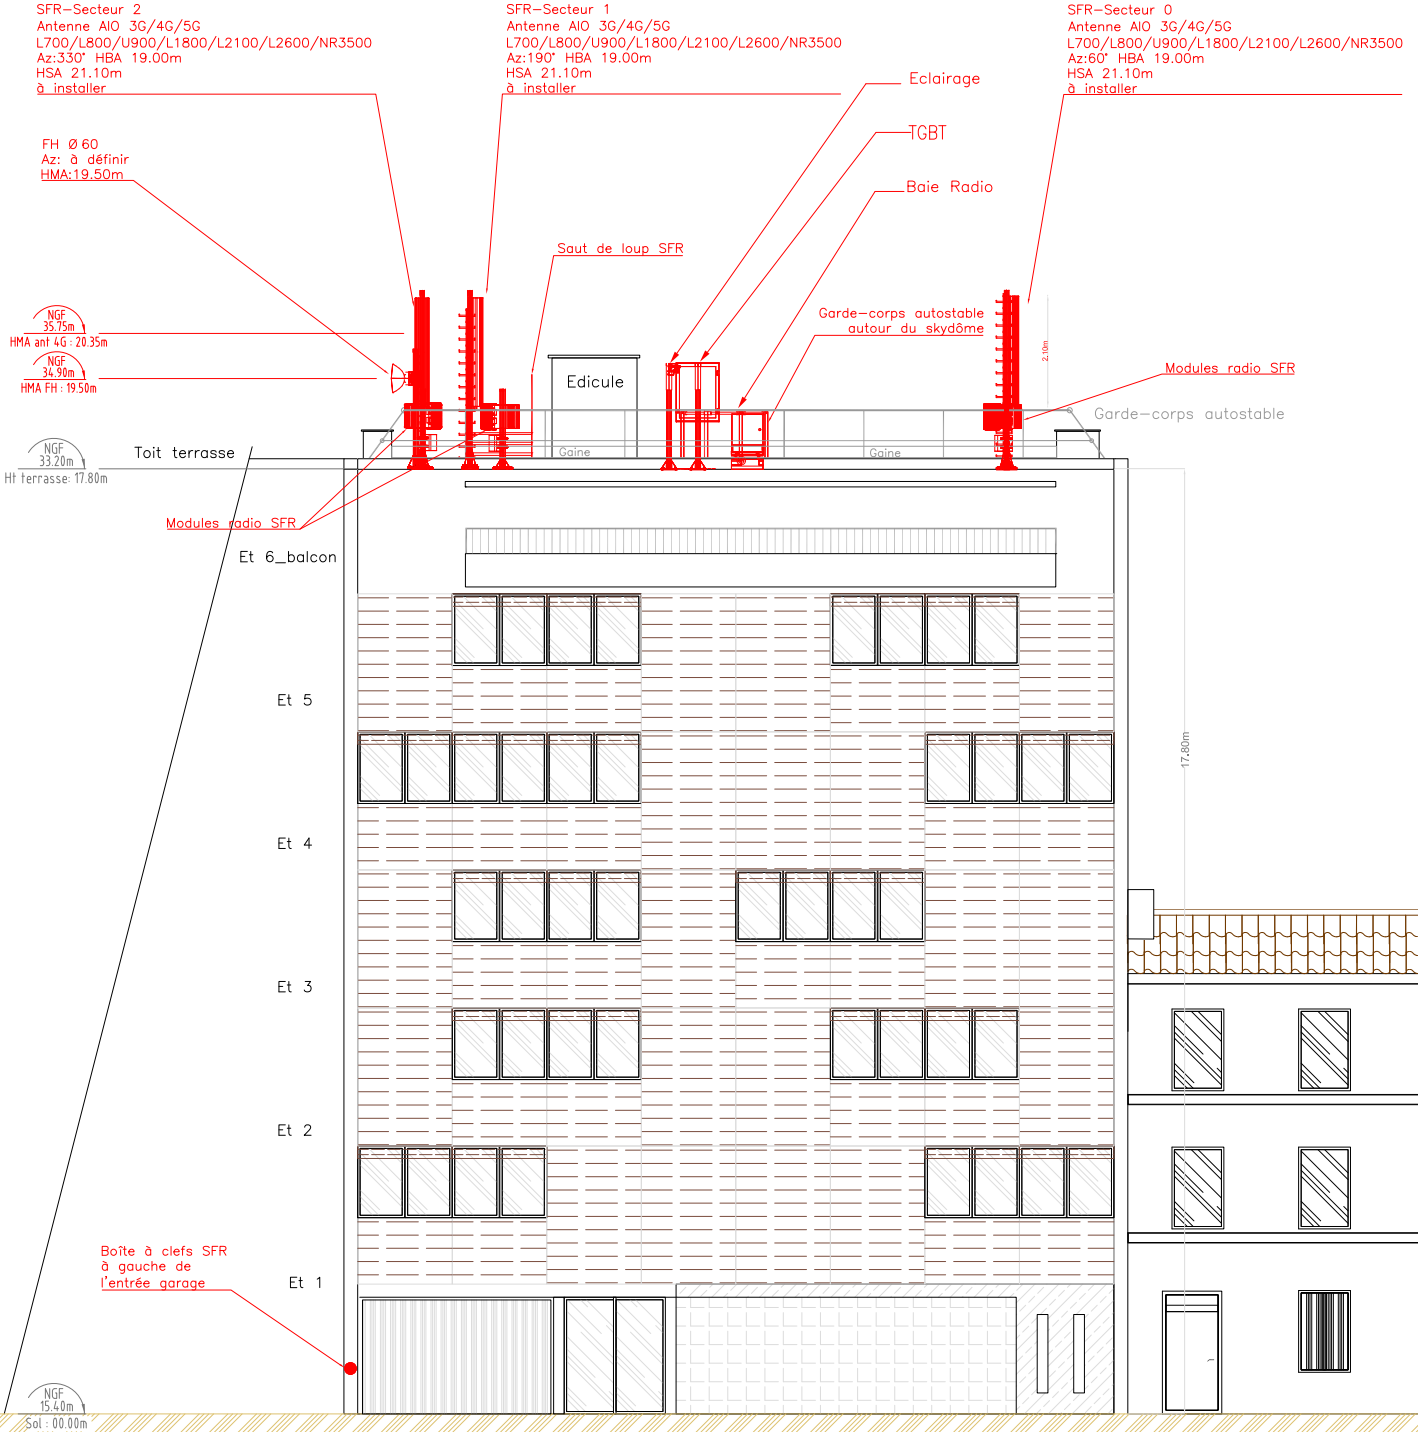 SFR-Secteur 2
Antenne AIO 3G/4G/5G
L700/L800/U900/L1800/L2100/L2600/NR3500
Az:330° HBA 19.00m
HSA 21.10m
à installer
SFR-Secteur 1
Antenne AIO 3G/4G/5G
L700/L800/U900/L1800/L2100/L2600/NR3500
Az:190° HBA 19.00m
HSA 21.10m
à installer
SFR-Secteur 0
Antenne AIO 3G/4G/5G
L700/L800/U900/L1800/L2100/L2600/NR3500
Az:60° HBA 19.00m
HSA 21.10m
à installer
Eclairage
TGBT
Baie Radio
FH Ø60
Az: à définir
HMA:19.50m
Saut de loup SFR
Garde-corps autostable
autour du skydôme
NGF
35.75m
HMA ant 4G : 20.35m
NGF
34.90m
HMA FH : 19.50m
2.10m
Edicule
Modules radio SFR
Garde-corps autostable
NGF
33.20m
Ht terrasse: 17.80m
Toit terrasse
Gaine
Gaine
Modules radio SFR
Et 6_balcon
Et 5
17.80m
Et 4
Et 3
Et 2
Et 1
Boîte à clefs SFR
à gauche de
l'entrée garage
NGF
15.40m
Sol : 00.00m